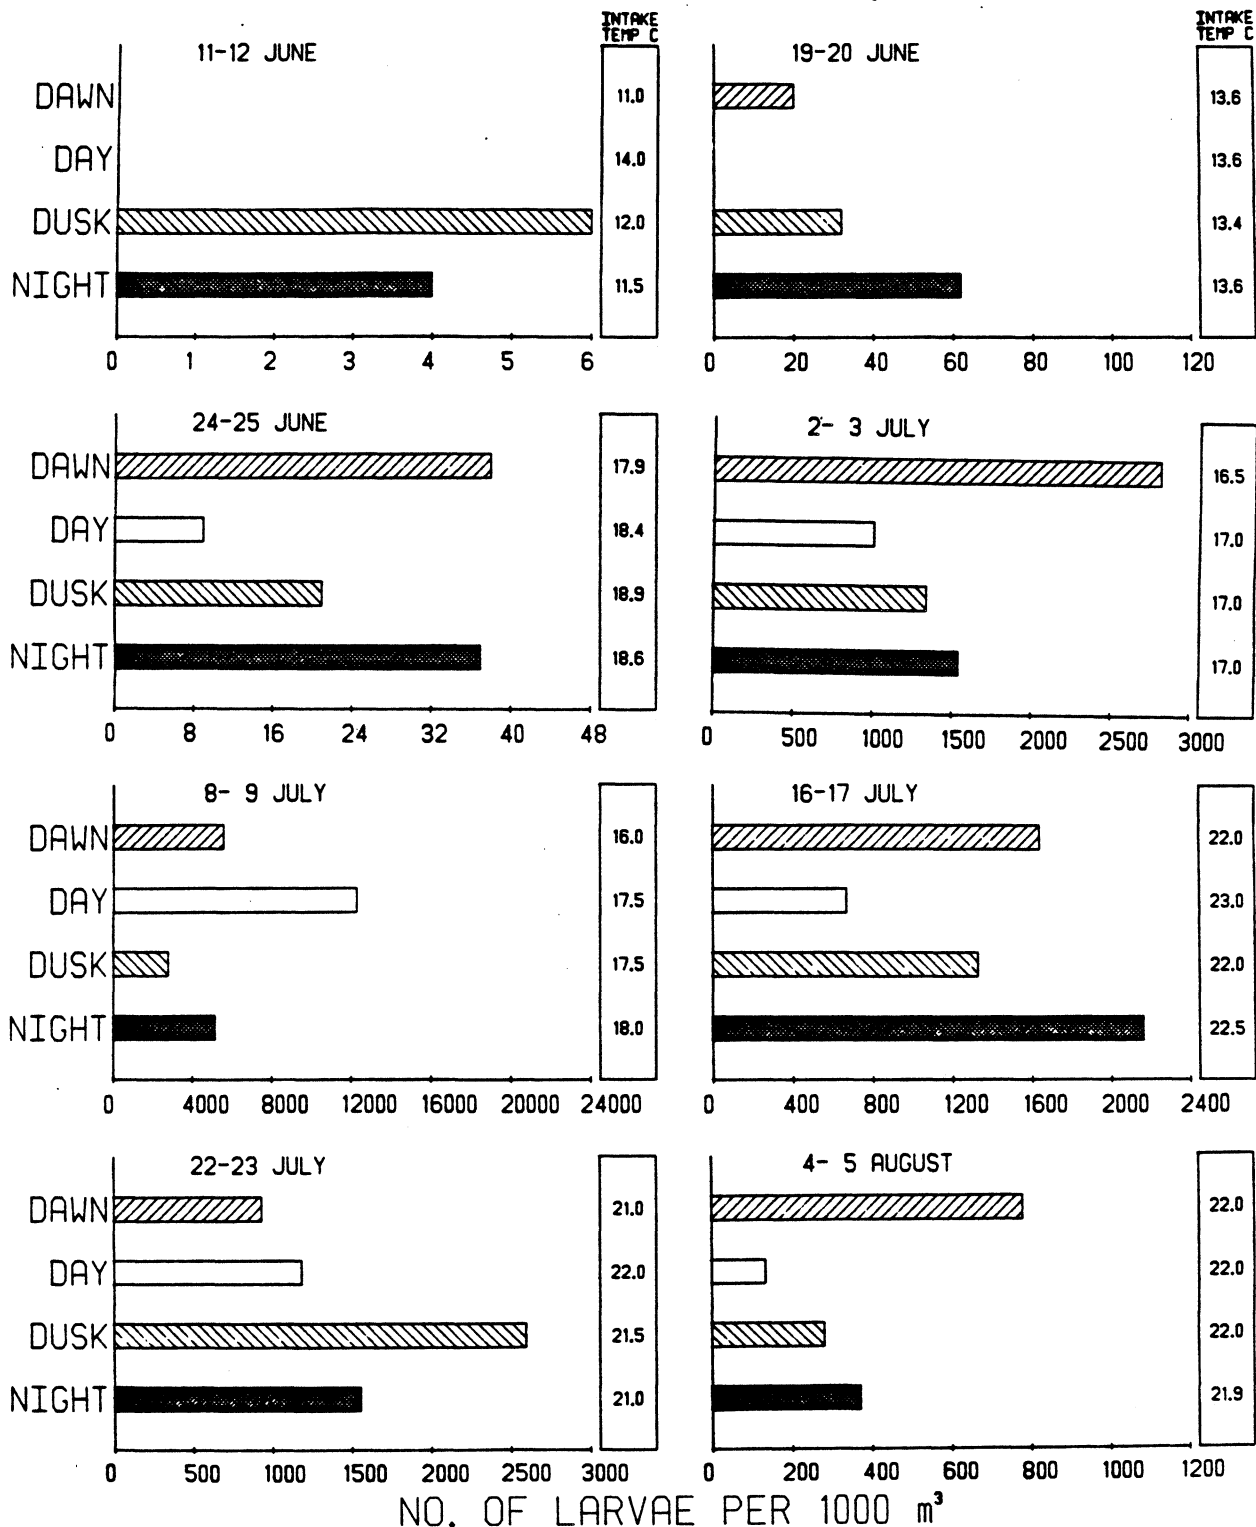 INTAKE
TEMP C
11-12 JUNE
DAWN 11.0
DAY 14.0
DUSK 12.0
NIGHT 11.5
0 1 2 3 4 5 6
INTAKE
TEMP C
19-20 JUNE
13.6
13.6
13.4
13.6
0 20 40 60 80 100 120
24-25 JUNE
DAWN 17.9
DAY 18.4
DUSK 18.9
NIGHT 18.6
0 8 16 24 32 40 48
2- 3 JULY
16.5
17.0
17.0
17.0
0 500 1000 1500 2000 2500 3000
8- 9 JULY
DAWN 16.0
DAY 17.5
DUSK 17.5
NIGHT 18.0
0 4000 8000 12000 16000 20000 24000
16-17 JULY
22.0
23.0
22.0
22.5
0 400 800 1200 1600 2000 2400
22-23 JULY
DAWN 21.0
DAY 22.0
DUSK 21.5
NIGHT 21.0
0 500 1000 1500 2000 2500 3000
4- 5 AUGUST
22.0
22.0
22.0
21.9
0 200 400 600 800 1000 1200
NO. OF LARVAE PER 1000 m³